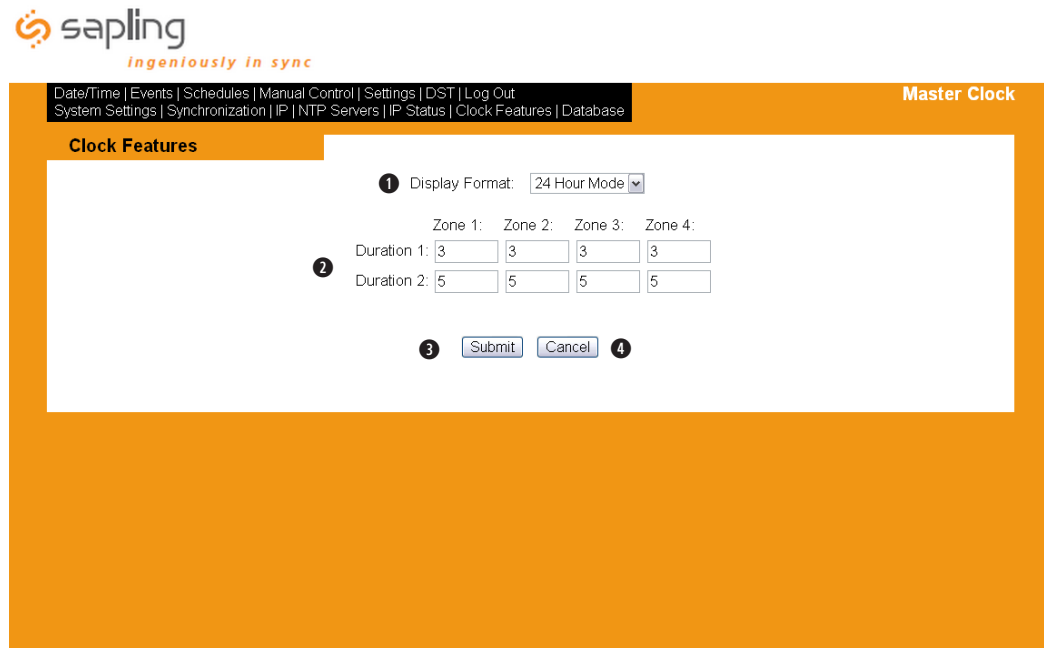 sapling
ingeniously in sync
Date/Time | Events | Schedules | Manual Control | Settings | DST | Log Out
System Settings | Synchronization | IP | NTP Servers | IP Status | Clock Features | Database
Master Clock
Clock Features
1 Display Format: 24 Hour Mode
Zone 1: Zone 2: Zone 3: Zone 4:
Duration 1: 3 3 3 3
2
Duration 2: 5 5 5 5
3 Submit Cancel 4